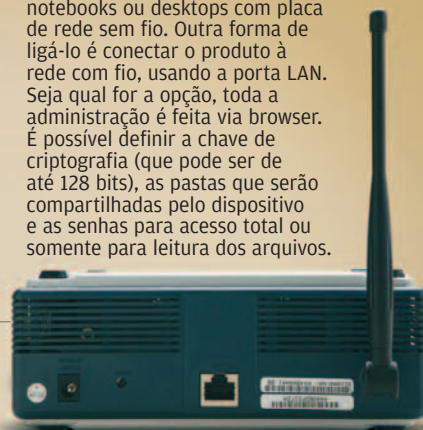 notebooks ou desktops com placa
de rede sem fio. Outra forma de
ligá-lo é conectar o produto à
rede com fio, usando a porta LAN.
Seja qual for a opção, toda a
administração é feita via browser.
É possível definir a chave de
criptografia (que pode ser de
até 128 bits), as pastas que serão
compartilhadas pelo dispositivo
e as senhas para acesso total ou
somente para leitura dos arquivos.